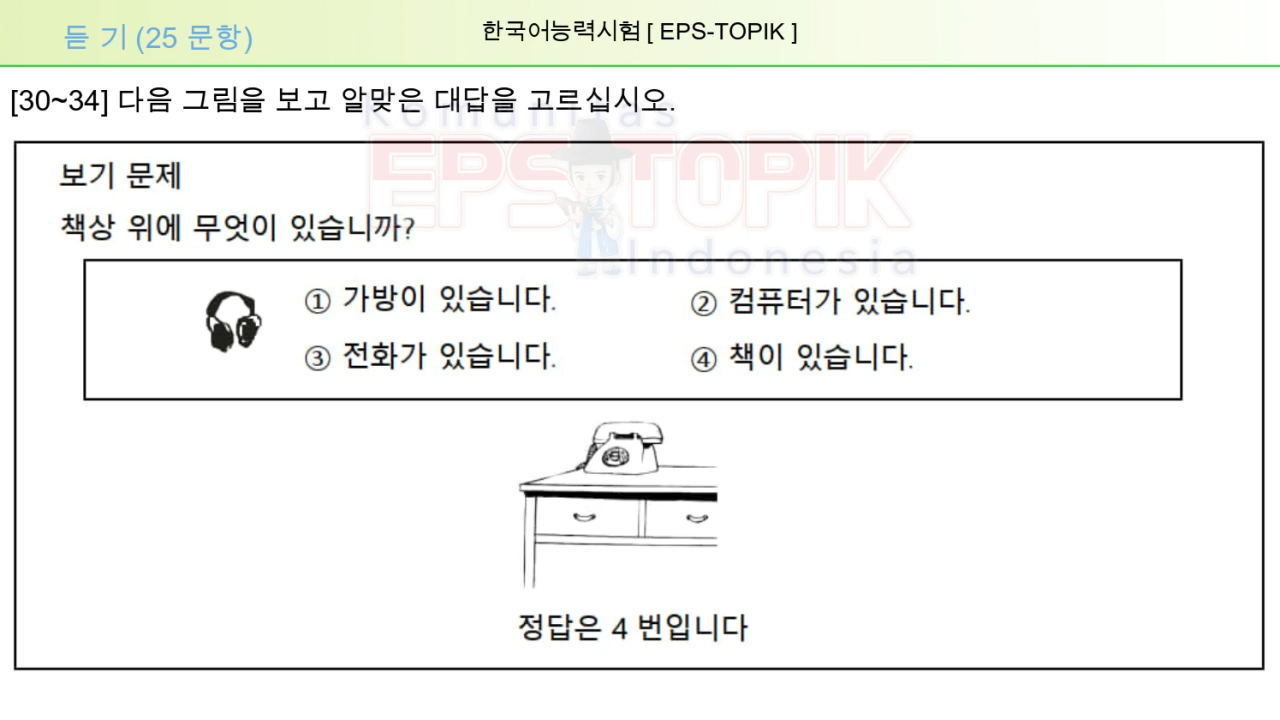 듣 기 (25 문항)
한국어능력시험 [ EPS-TOPIK ]
[30~34] 다음 그림을 보고 알맞은 대답을 고르십시오.
Komunitas
EPS TOPIK
Indonesia
보기 문제
책상 위에 무엇이 있습니까?
① 가방이 있습니다. ② 컴퓨터가 있습니다.
③ 전화가 있습니다. ④ 책이 있습니다.
정답은 4 번입니다